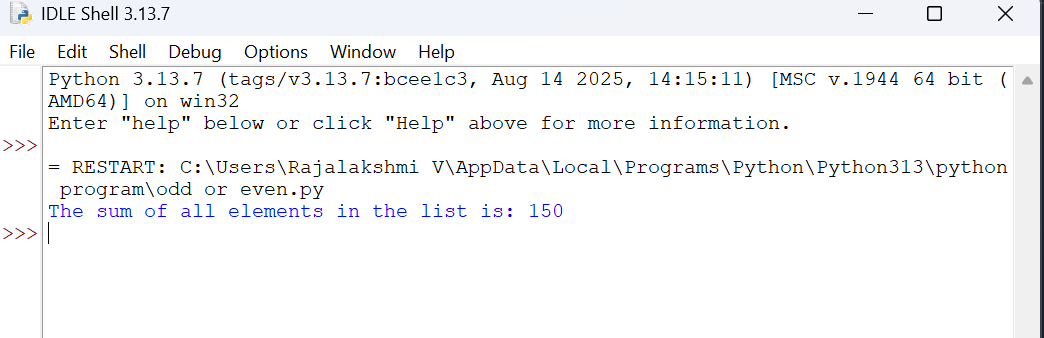 IDLE Shell 3.13.7
File Edit Shell Debug Options Window Help
Python 3.13.7 (tags/v3.13.7:bcee1c3, Aug 14 2025, 14:15:11) [MSC v.1944 64 bit (
AMD64)] on win32
Enter "help" below or click "Help" above for more information.
>>>
= RESTART: C:\Users\Rajalakshmi V\AppData\Local\Programs\Python\Python313\python
 program\odd or even.py
The sum of all elements in the list is: 150
>>>